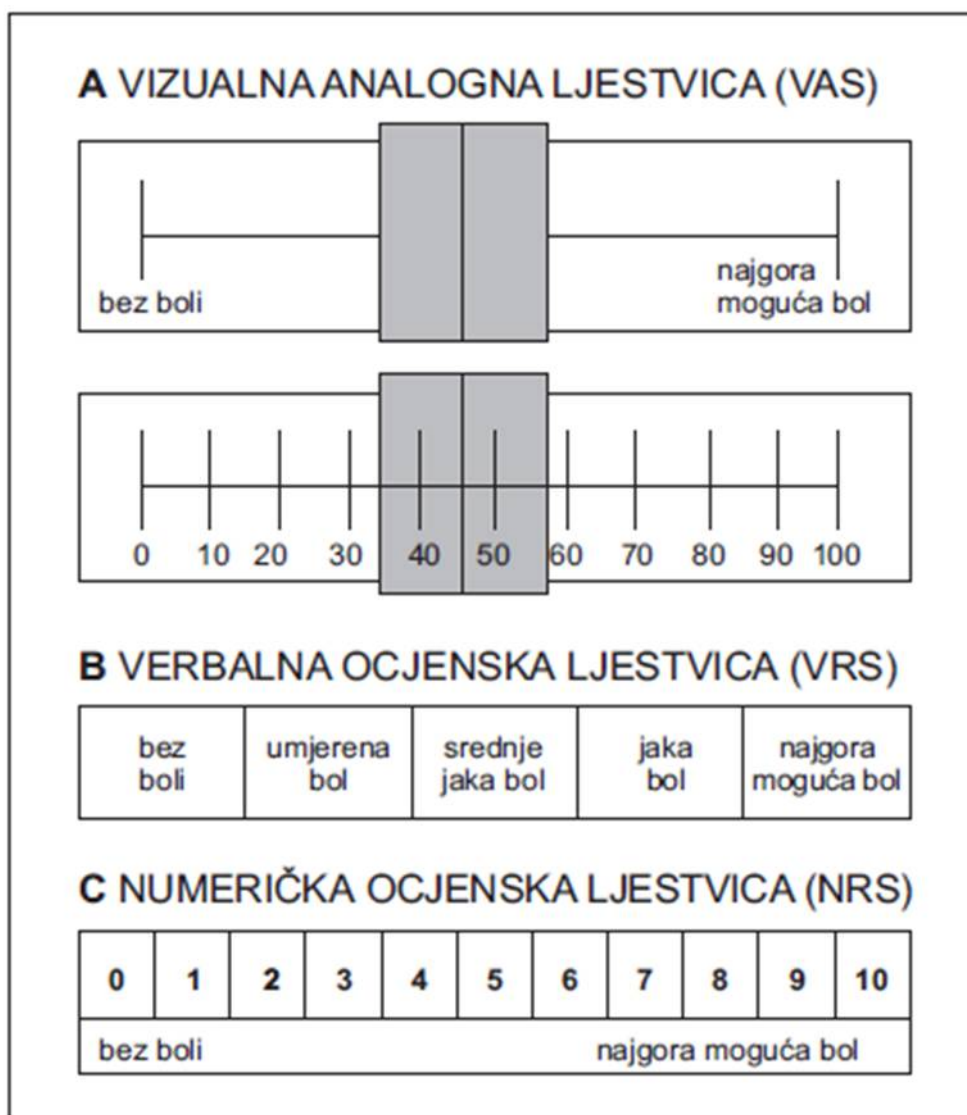 A VIZUALNA ANALOGNA LJESTVICA (VAS)
bez boli
najgora
moguća bol
0 10 20 30 40 50 60 70 80 90 100
B VERBALNA OCJENSKA LJESTVICA (VRS)
bez
boli
umjerena
bol
srednje
jaka bol
jaka
bol
najgora
moguća bol
C NUMERIČKA OCJENSKA LJESTVICA (NRS)
0 1 2 3 4 5 6 7 8 9 10
bez boli najgora moguća bol